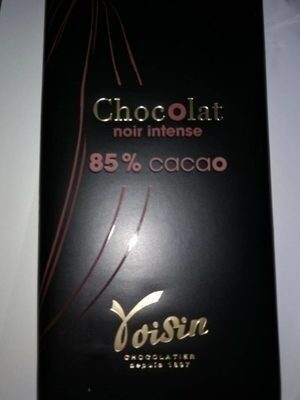 Chocolat
noir intense
85% cacao
Voisin
CHOCOLATIER
depuis 1897